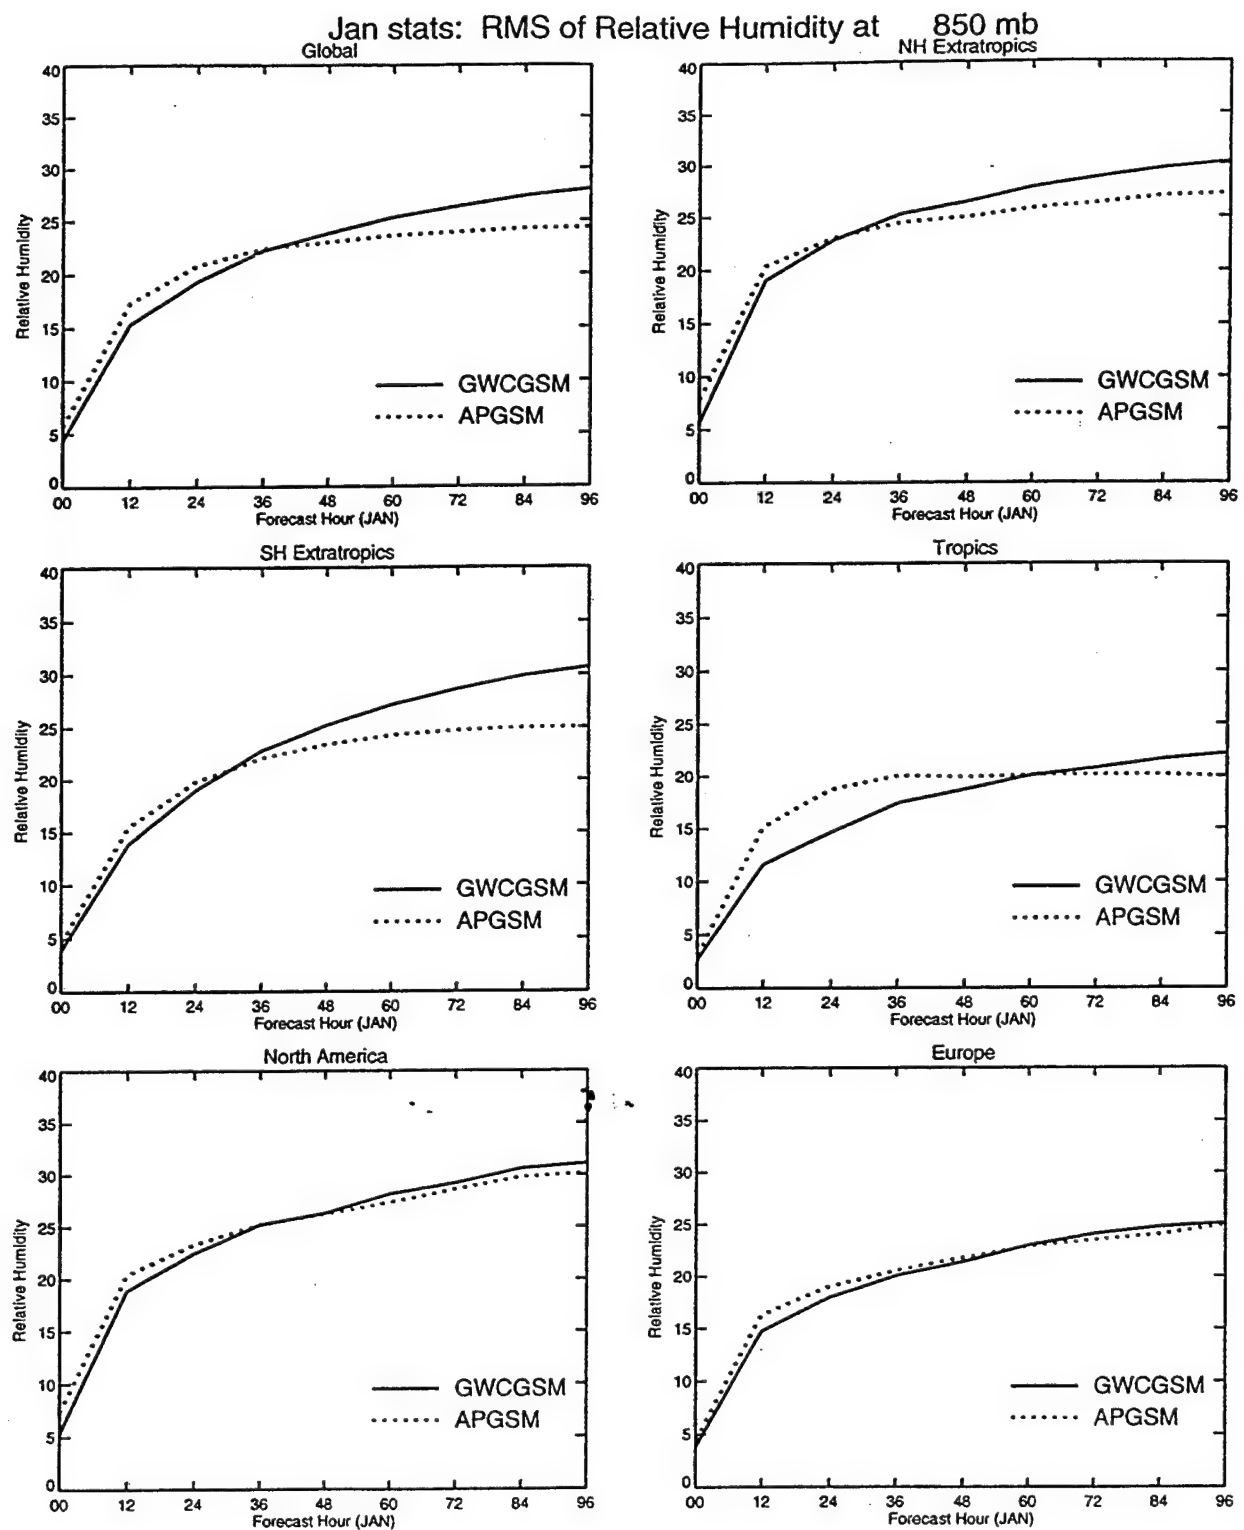 Jan stats: RMS of Relative Humidity at 850 mb
Global
40
35
30
25
20
15
10
5
0
Relative Humidity
GWCGSM
APGSM
00 12 24 36 48 60 72 84 96
Forecast Hour (JAN)
NH Extratropics
40
35
30
25
20
15
10
5
0
Relative Humidity
GWCGSM
APGSM
00 12 24 36 48 60 72 84 96
Forecast Hour (JAN)
SH Extratropics
40
35
30
25
20
15
10
5
0
Relative Humidity
GWCGSM
APGSM
00 12 24 36 48 60 72 84 96
Forecast Hour (JAN)
Tropics
40
35
30
25
20
15
10
5
0
Relative Humidity
GWCGSM
APGSM
00 12 24 36 48 60 72 84 96
Forecast Hour (JAN)
North America
40
35
30
25
20
15
10
5
0
Relative Humidity
GWCGSM
APGSM
00 12 24 36 48 60 72 84 96
Forecast Hour (JAN)
Europe
40
35
30
25
20
15
10
5
0
Relative Humidity
GWCGSM
APGSM
00 12 24 36 48 60 72 84 96
Forecast Hour (JAN)